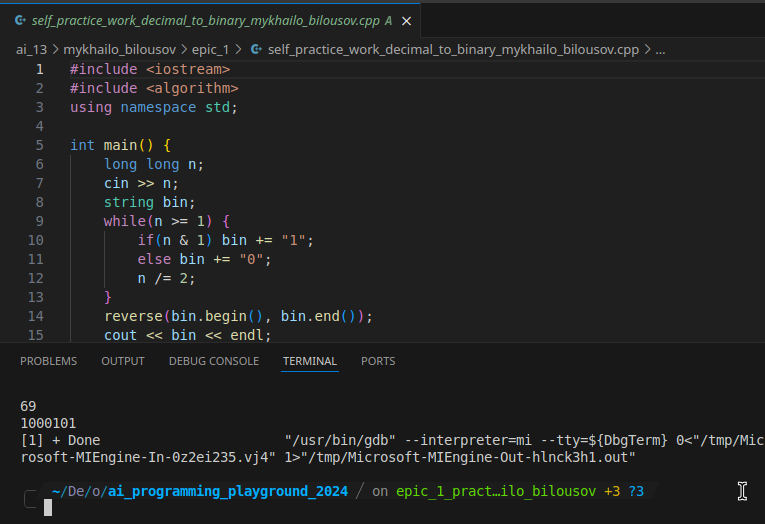 self_practice_work_decimal_to_binary_mykhailo_bilousov.cpp A ×
ai_13 > mykhailo_bilousov > epic_1 > self_practice_work_decimal_to_binary_mykhailo_bilousov.cpp > ...
1 #include <iostream>
2 #include <algorithm>
3 using namespace std;
4
5 int main() {
6 long long n;
7 cin >> n;
8 string bin;
9 while(n >= 1) {
10 if(n & 1) bin += "1";
11 else bin += "0";
12 n /= 2;
13 }
14 reverse(bin.begin(), bin.end());
15 cout << bin << endl;
PROBLEMS OUTPUT DEBUG CONSOLE TERMINAL PORTS
69
1000101
[1] + Done "/usr/bin/gdb" --interpreter=mi --tty=${DbgTerm} 0<"/tmp/Mic
rosoft-MIEngine-In-0z2ei235.vj4" 1>"/tmp/Microsoft-MIEngine-Out-hlnck3h1.out"
~/De/o/ai_programming_playground_2024 / on epic_1_pract…ilo_bilousov +3 ?3